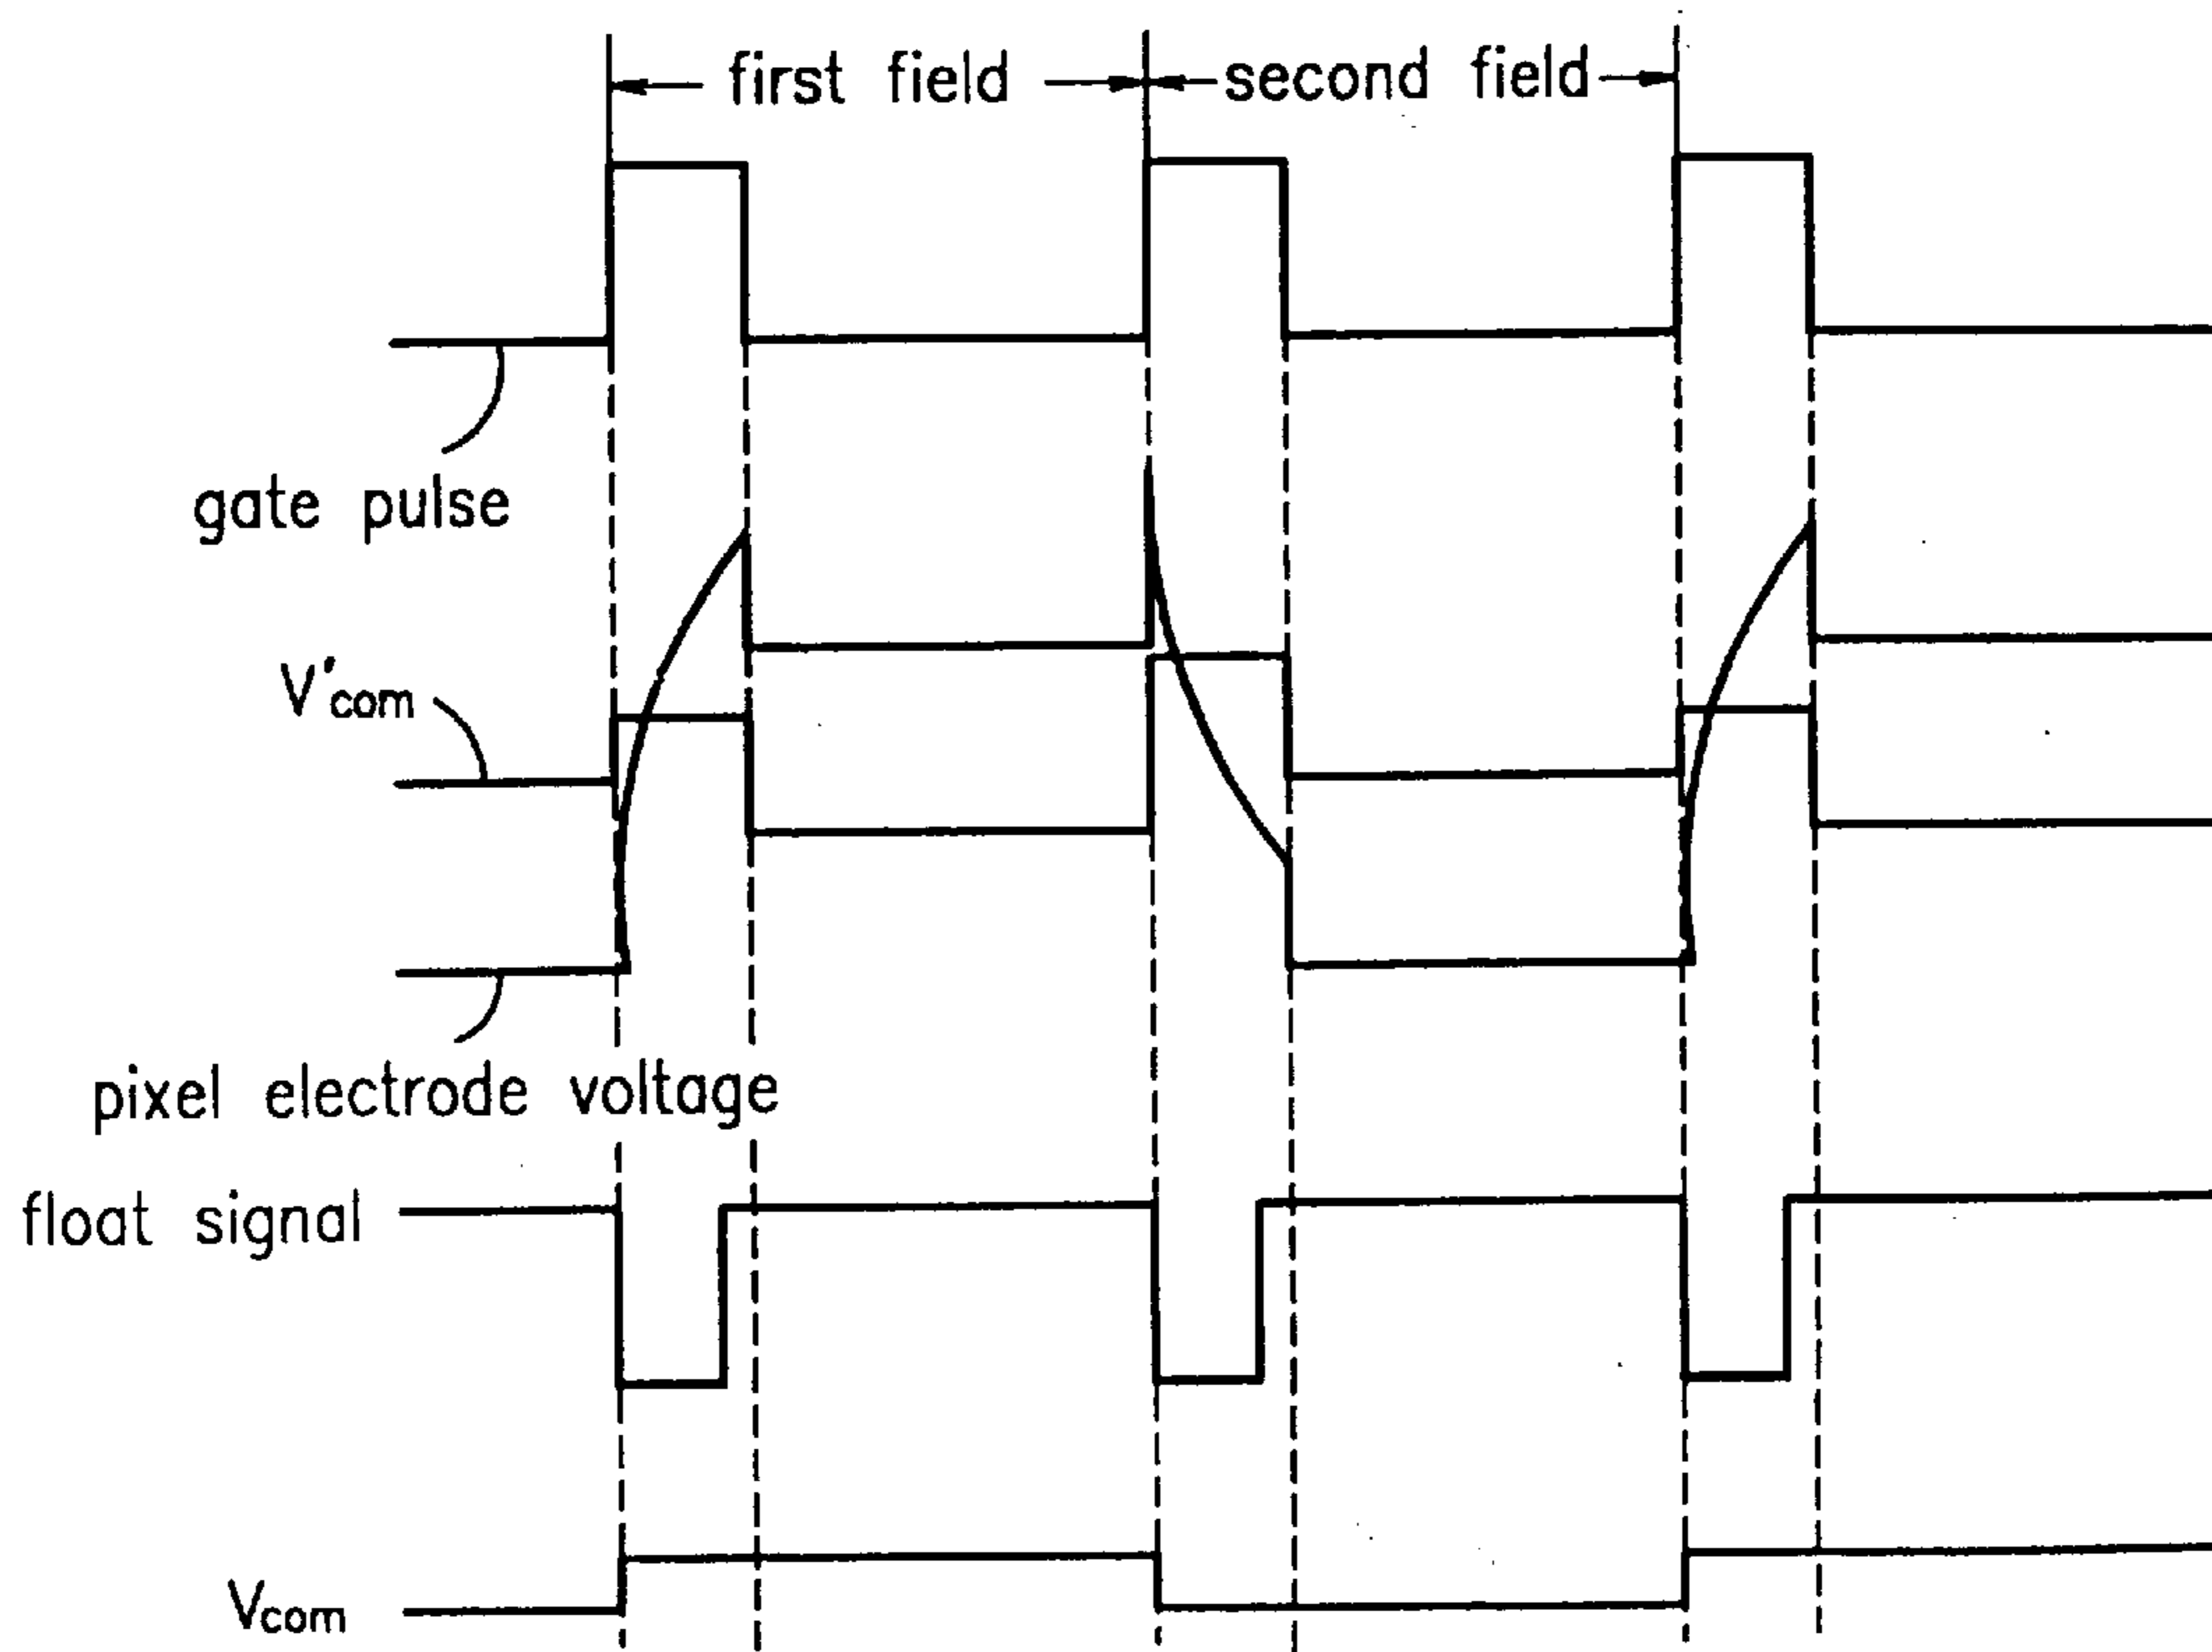 first field
second field
gate pulse
V'com
pixel electrode voltage
float signal
Vcom